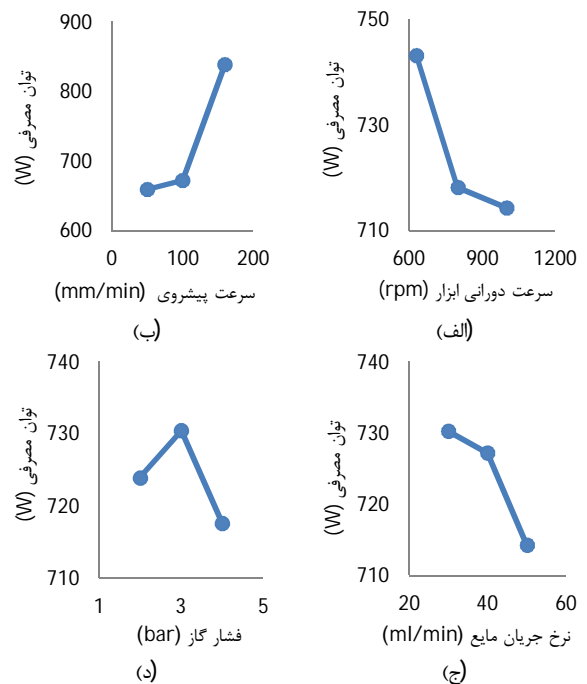 توان مصرفی (W)
750
730
710
600
900
1200
سرعت دورانی ابزار (rpm)
(الف)
توان مصرفی (W)
900
800
700
600
0
100
200
سرعت پیشروی (mm/min)
(ب)
توان مصرفی (W)
740
730
720
710
20
40
60
نرخ جریان مایع (ml/min)
(ج)
توان مصرفی (W)
740
730
720
710
1
3
5
فشار گاز (bar)
(د)